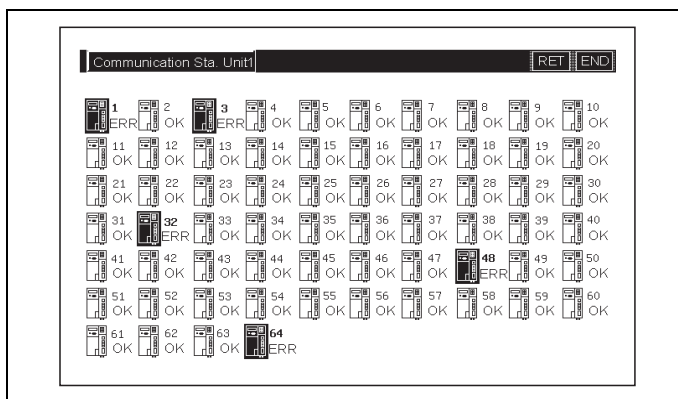 Communication Sta. Unit1 RET END
1 2 3 4 5 6 7 8 9 10
ERR OK ERR OK OK OK OK OK OK OK
11 12 13 14 15 16 17 18 19 20
OK OK OK OK OK OK OK OK OK OK
21 22 23 24 25 26 27 28 29 30
OK OK OK OK OK OK OK OK OK OK
31 32 33 34 35 36 37 38 39 40
OK ERR OK OK OK OK OK OK OK OK
41 42 43 44 45 46 47 48 49 50
OK OK OK OK OK OK OK ERR OK OK
51 52 53 54 55 56 57 58 59 60
OK OK OK OK OK OK OK OK OK OK
61 62 63 64
OK OK OK ERR